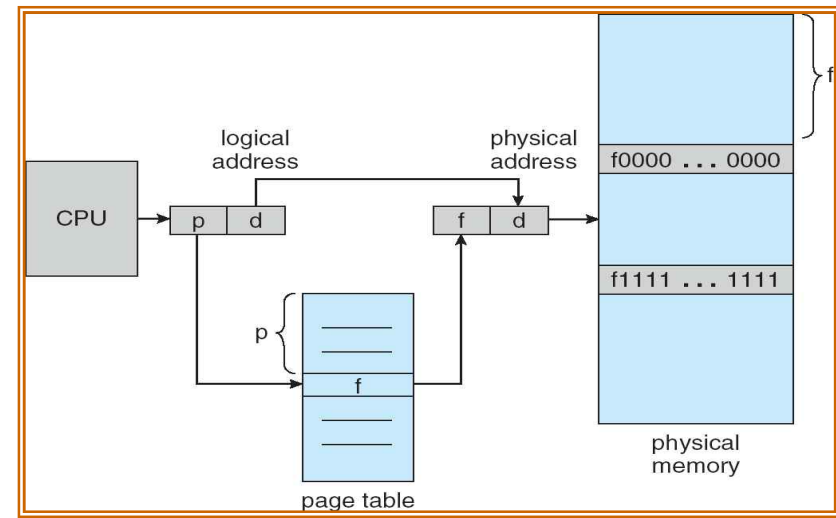 f
logical
address
physical
address
f0000 ... 0000
CPU
p d
f d
f1111 ... 1111
p
f
physical
memory
page table